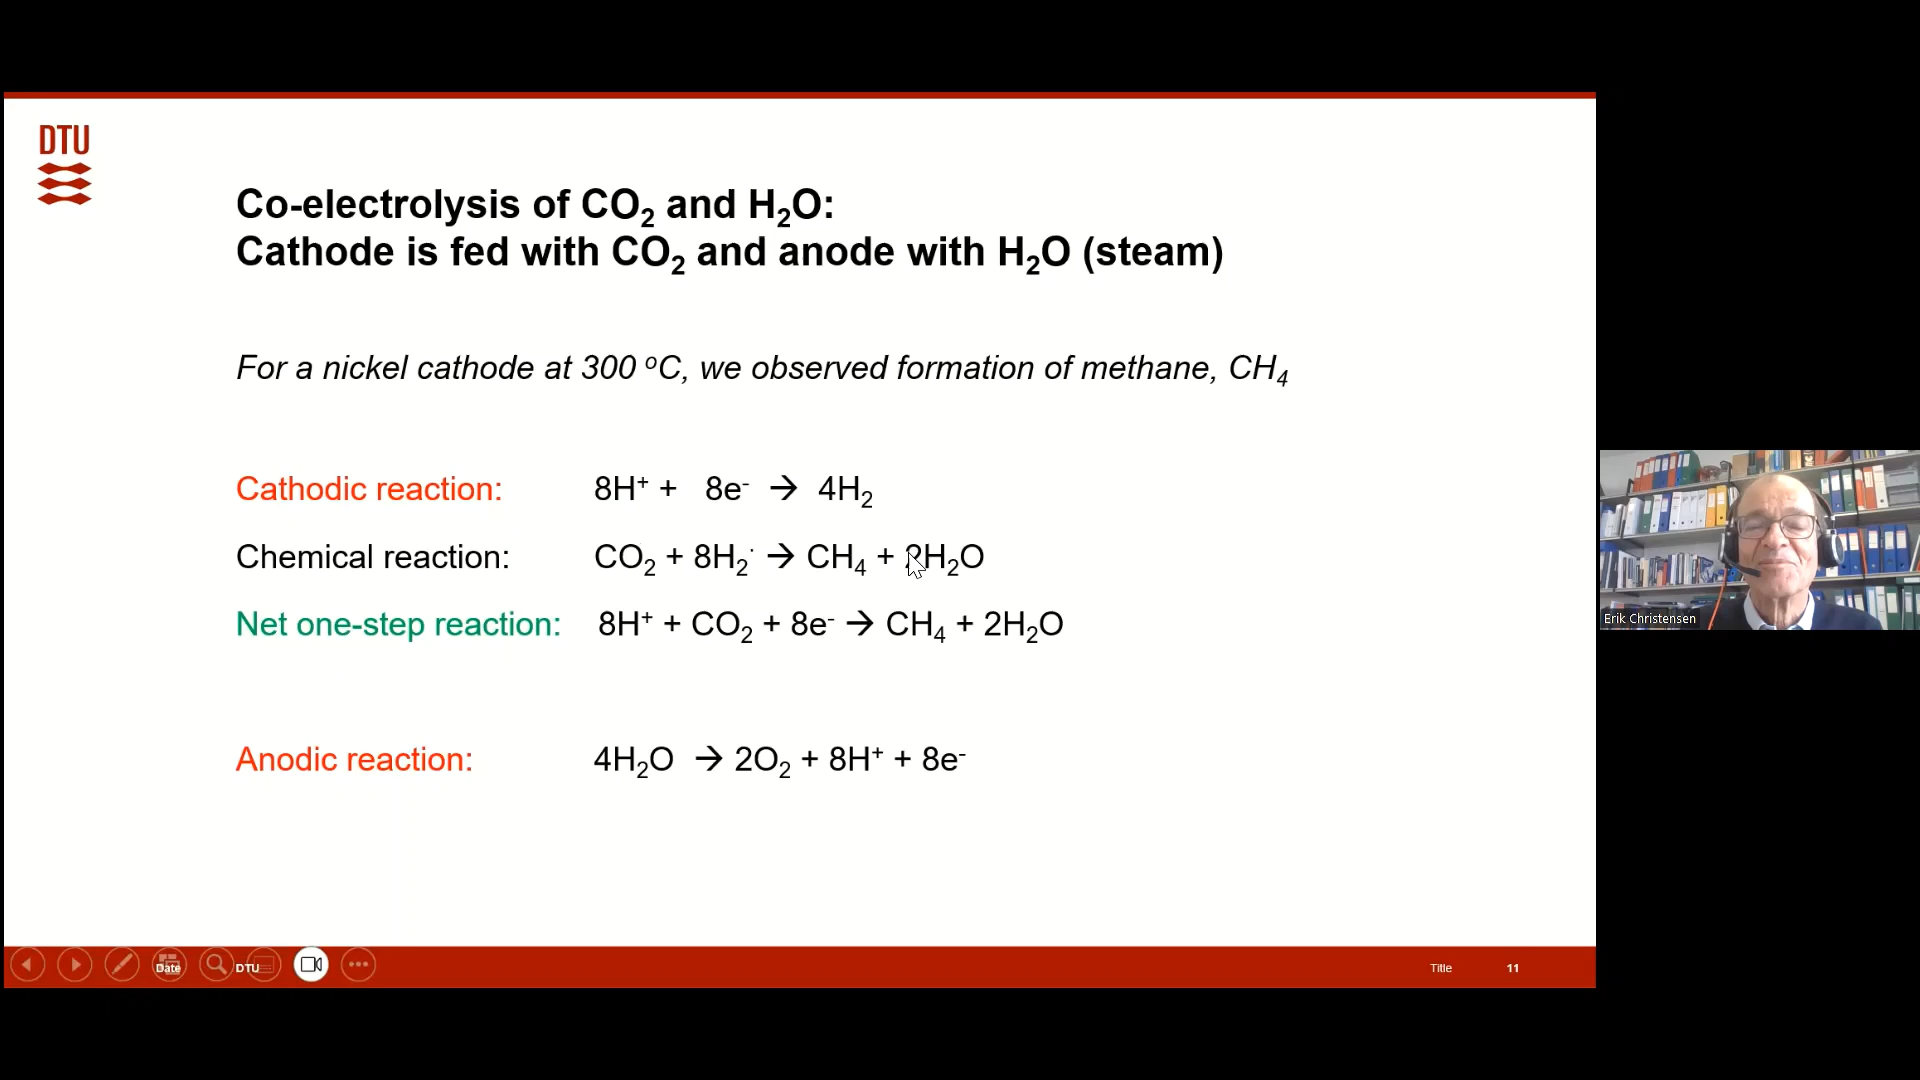 DTU
Co-electrolysis of CO₂ and H₂O:
Cathode is fed with CO₂ and anode with H₂O (steam)
For a nickel cathode at 300 ºC, we observed formation of methane, CH₄
Cathodic reaction: 8H⁺ + 8e⁻ → 4H₂
Chemical reaction: CO₂ + 8H₂˙ → CH₄ + 2H₂O
Net one-step reaction: 8H⁺ + CO₂ + 8e⁻ → CH₄ + 2H₂O
Anodic reaction: 4H₂O → 2O₂ + 8H⁺ + 8e⁻
Erik Christensen
Date DTU Title 11